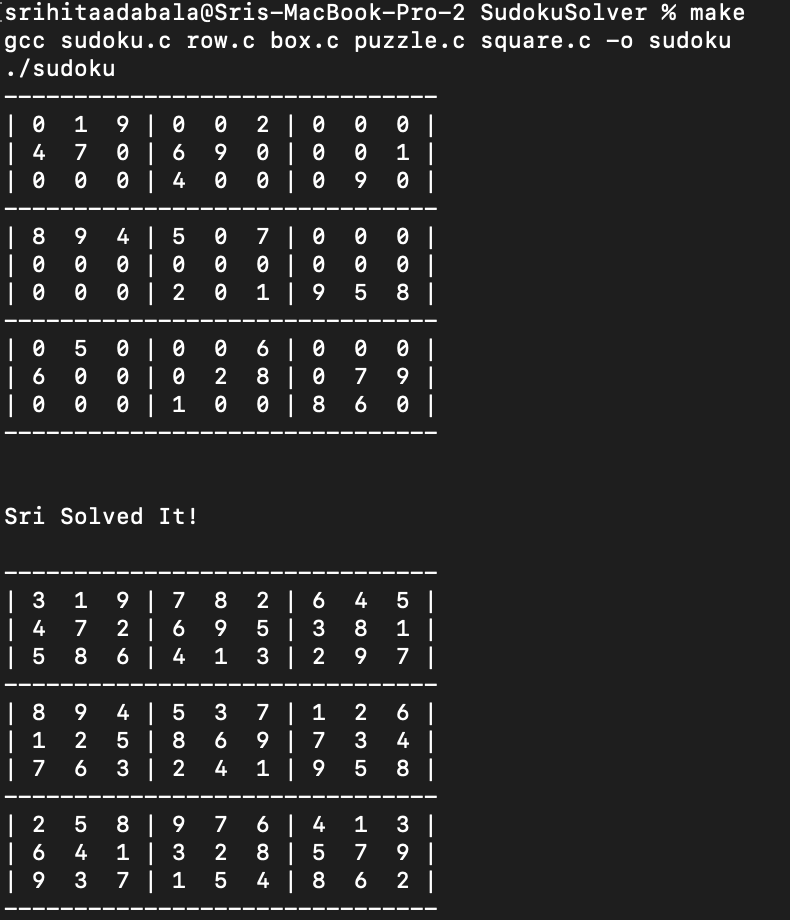 srihitaadabala@Sris-MacBook-Pro-2 SudokuSolver % make
gcc sudoku.c row.c box.c puzzle.c square.c -o sudoku
./sudoku
-------------------------------
| 0 1 9 | 0 0 2 | 0 0 0 |
| 4 7 0 | 6 9 0 | 0 0 1 |
| 0 0 0 | 4 0 0 | 0 9 0 |
-------------------------------
| 8 9 4 | 5 0 7 | 0 0 0 |
| 0 0 0 | 0 0 0 | 0 0 0 |
| 0 0 0 | 2 0 1 | 9 5 8 |
-------------------------------
| 0 5 0 | 0 0 6 | 0 0 0 |
| 6 0 0 | 0 2 8 | 0 7 9 |
| 0 0 0 | 1 0 0 | 8 6 0 |
-------------------------------
Sri Solved It!
-------------------------------
| 3 1 9 | 7 8 2 | 6 4 5 |
| 4 7 2 | 6 9 5 | 3 8 1 |
| 5 8 6 | 4 1 3 | 2 9 7 |
-------------------------------
| 8 9 4 | 5 3 7 | 1 2 6 |
| 1 2 5 | 8 6 9 | 7 3 4 |
| 7 6 3 | 2 4 1 | 9 5 8 |
-------------------------------
| 2 5 8 | 9 7 6 | 4 1 3 |
| 6 4 1 | 3 2 8 | 5 7 9 |
| 9 3 7 | 1 5 4 | 8 6 2 |
-------------------------------